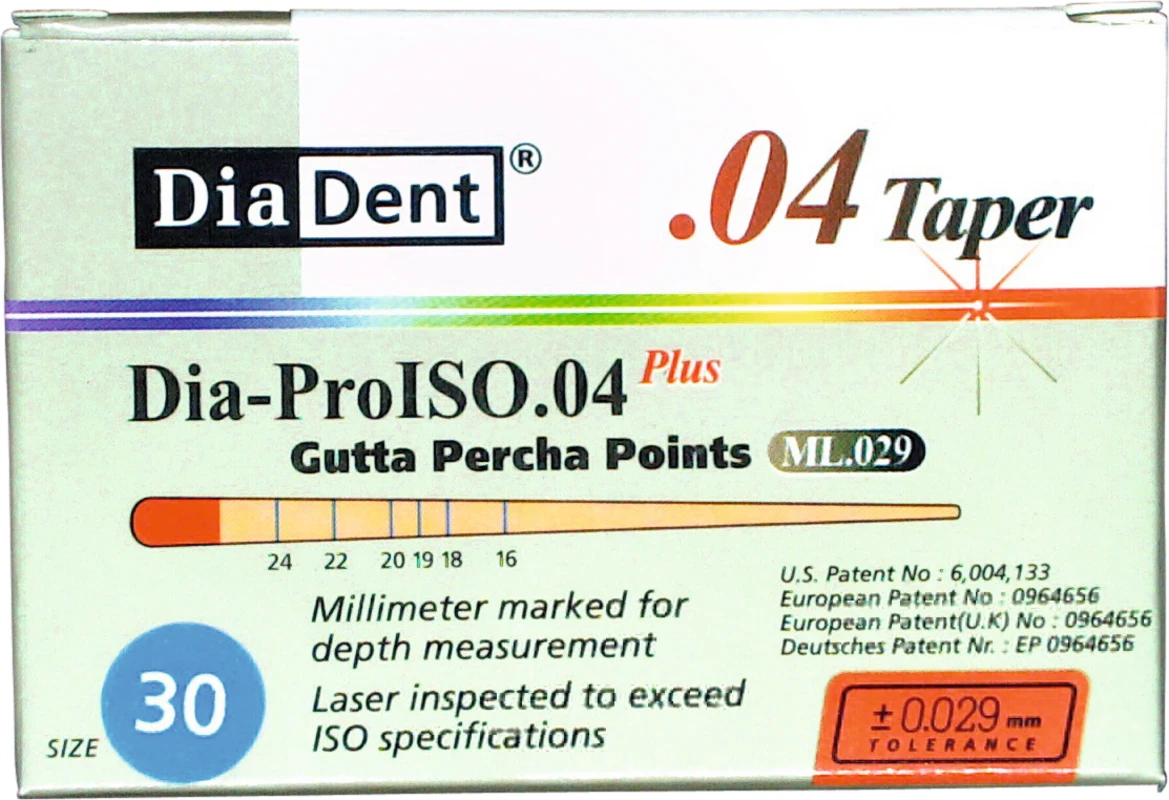 DiaDent®
.04 Taper
Dia-ProISO.04 Plus
Gutta Percha Points ML.029
24 22 20 19 18 16
Millimeter marked for
depth measurement
Laser inspected to exceed
ISO specifications
U.S. Patent No : 6,004,133
European Patent No : 0964656
European Patent(U.K) No : 0964656
Deutsches Patent Nr. : EP 0964656
SIZE 30
± 0.029 mm
TOLERANCE